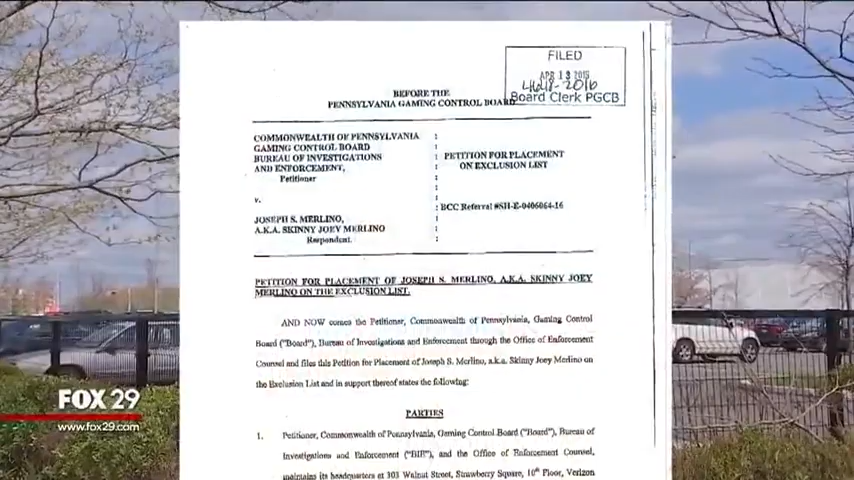 FILED
APR 13 2016
4648-2016
Board Clerk PGCB
BEFORE THE
PENNSYLVANIA GAMING CONTROL BOARD
COMMONWEALTH OF PENNSYLVANIA
GAMING CONTROL BOARD
BUREAU OF INVESTIGATIONS
AND ENFORCEMENT,
Petitioner
v.
JOSEPH S. MERLINO,
A.K.A. SKINNY JOEY MERLINO
Respondent.
: PETITION FOR PLACEMENT
ON EXCLUSION LIST
: BCC Referral #SH-E-0406064-16
PETITION FOR PLACEMENT OF JOSEPH S. MERLINO, A.K.A. SKINNY JOEY
MERLINO ON THE EXCLUSION LIST.
AND NOW comes the Petitioner, Commonwealth of Pennsylvania, Gaming Control
Board ("Board"), Bureau of Investigations and Enforcement through the Office of Enforcement
Counsel and files this Petition for Placement of Joseph S. Merlino, a.k.a. Skinny Joey Merlino on
the Exclusion List and in support thereof states the following:
PARTIES
1. Petitioner, Commonwealth of Pennsylvania, Gaming Control Board ("Board"), Bureau of
Investigations and Enforcement ("BIE"), and the Office of Enforcement Counsel,
maintains its headquarters at 303 Walnut Street, Strawberry Square, 10th Floor, Verizon
FOX 29
www.fox29.com